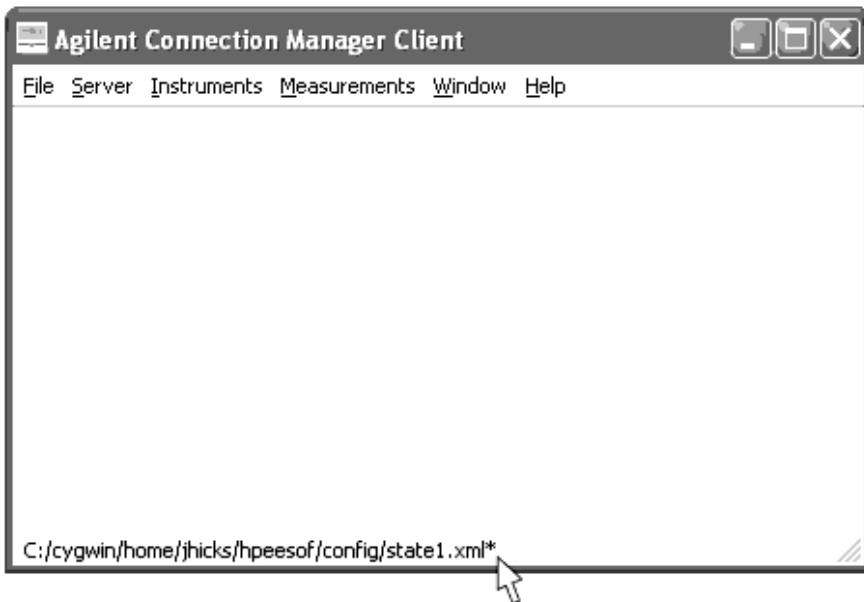 Agilent Connection Manager Client
File Server Instruments Measurements Window Help
C:/cygwin/home/jhicks/hpeesof/config/state1.xml*